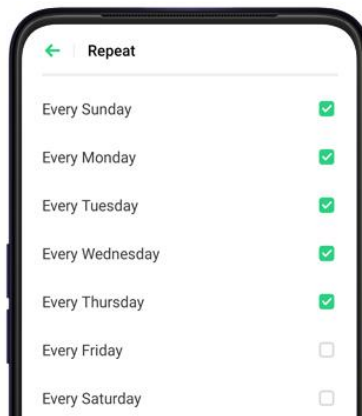 Repeat
Every Sunday
Every Monday
Every Tuesday
Every Wednesday
Every Thursday
Every Friday
Every Saturday